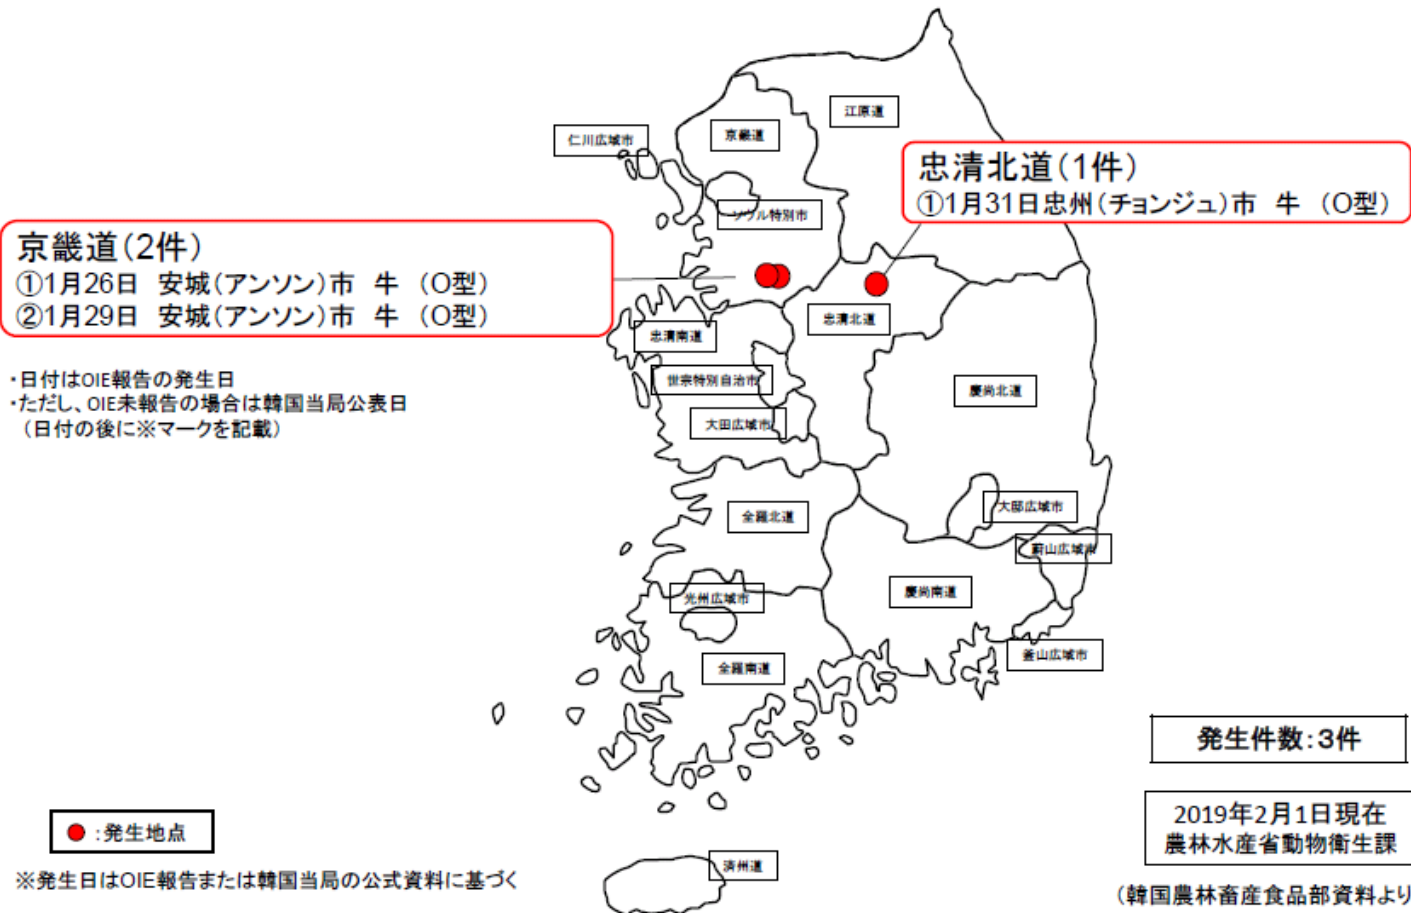 江原道
仁川広域市
京畿道
忠清北道(1件)
①1月31日忠州(チョンジュ)市 牛 (O型)
ソウル特別市
京畿道(2件)
①1月26日 安城(アンソン)市 牛 (O型)
②1月29日 安城(アンソン)市 牛 (O型)
忠清北道
忠清南道
・日付はOIE報告の発生日
・ただし、OIE未報告の場合は韓国当局公表日
(日付の後に※マークを記載)
世宗特別自治市
慶尚北道
大田広域市
大邸広域市
全羅北道
蔚山広域市
慶尚南道
光州広域市
釜山広域市
全羅南道
発生件数:3件
2019年2月1日現在
農林水産省動物衛生課
:発生地点
済州道
※発生日はOIE報告または韓国当局の公式資料に基づく
(韓国農林畜産食品部資料より